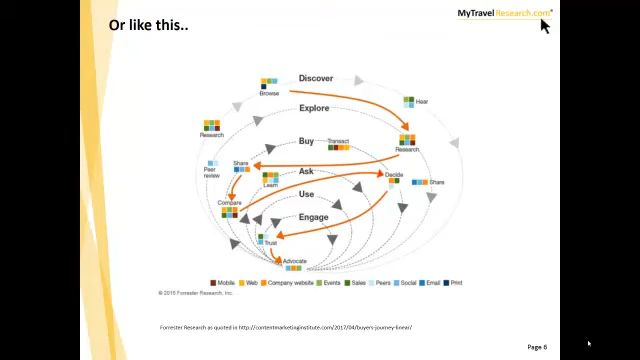 Or like this..
MyTravelResearch.com®
Discover
Browse
Hear
Explore
Research
Buy
Transact
Research
Peer
review
Share
Ask
Learn
Decide
Share
Use
Compare
Engage
Trust
Advocate
Mobile Web Company website Events Sales Peers Social Email Print
© 2015 Forrester Research, Inc.
Forrester Research as quoted in http://contentmarketinginstitute.com/2017/04/buyers-journey-linear/
Page 6